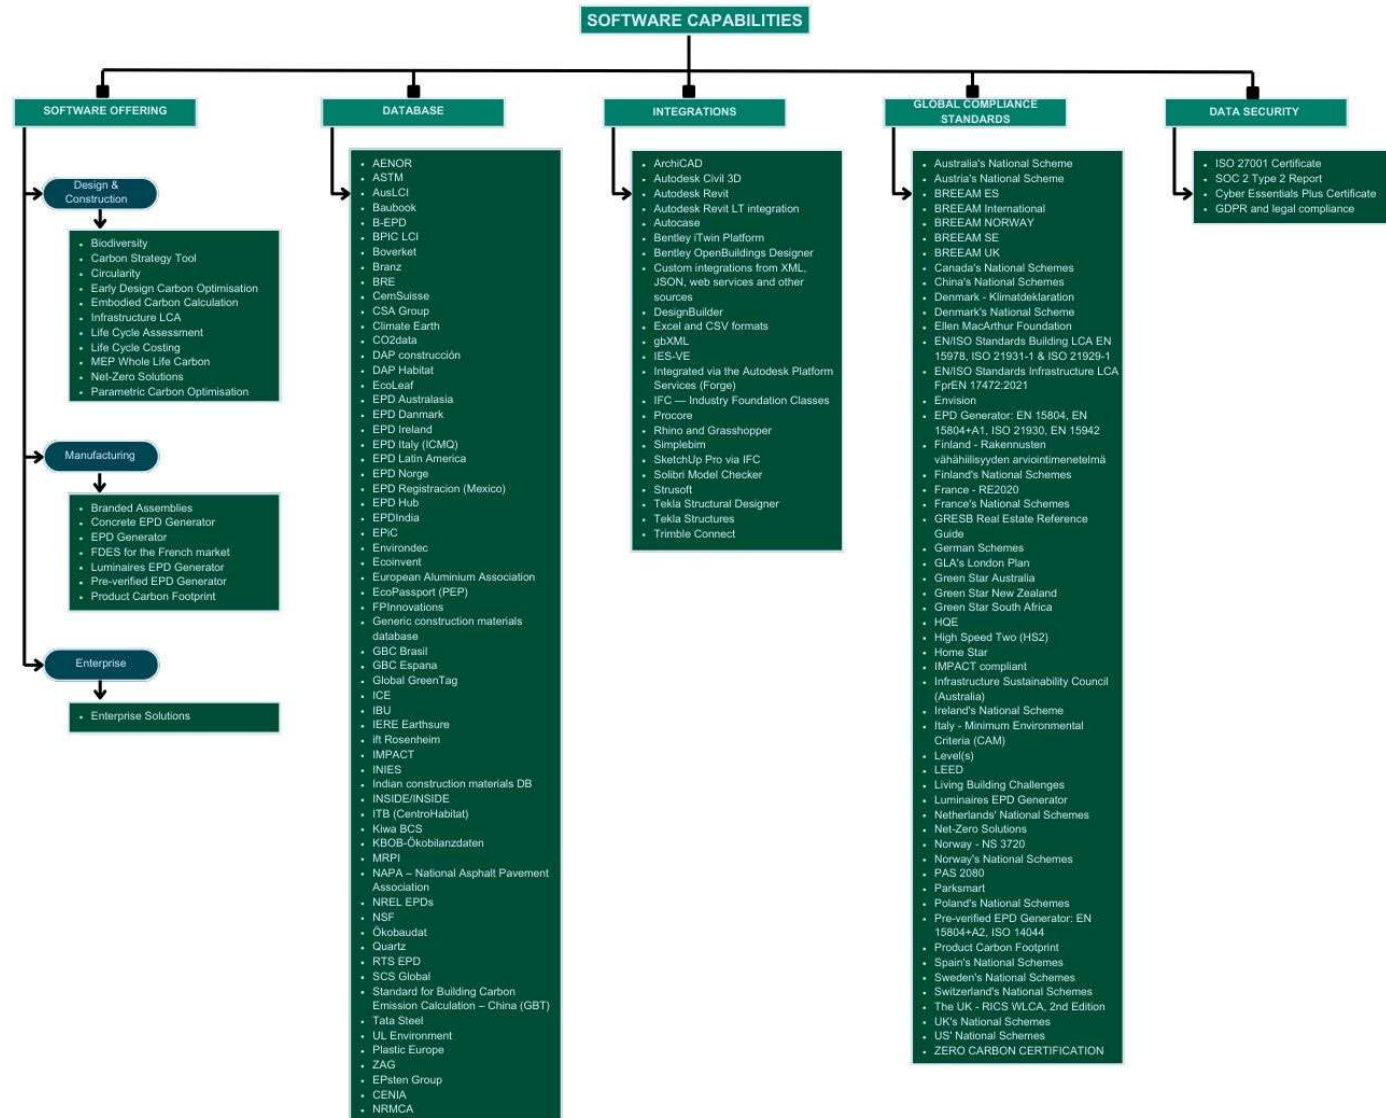 SOFTWARE CAPABILITIES
SOFTWARE OFFERING
Design &
Construction
• Biodiversity
• Carbon Strategy Tool
• Circularity
• Early Design Carbon Optimisation
• Embodied Carbon Calculation
• Infrastructure LCA
• Life Cycle Assessment
• Life Cycle Costing
• MEP Whole Life Carbon
• Net-Zero Solutions
• Parametric Carbon Optimisation
Manufacturing
• Branded Assemblies
• Concrete EPD Generator
• EPD Generator
• FDES for the French market
• Luminaires EPD Generator
• Pre-verified EPD Generator
• Product Carbon Footprint
Enterprise
• Enterprise Solutions
DATABASE
• AENOR
• ASTM
• AusLCI
• Baubook
• B-EPD
• BPIC LCI
• Boverket
• Branz
• BRE
• CemSuisse
• CSA Group
• Climate Earth
• CO2data
• DAP construcción
• DAP Habitat
• EcoLeaf
• EPD Australasia
• EPD Danmark
• EPD Ireland
• EPD Italy (ICMQ)
• EPD Latin America
• EPD Norge
• EPD Registracion (Mexico)
• EPD Hub
• EPDIndia
• EPiC
• Environdec
• Ecoinvent
• European Aluminium Association
• EcoPassport (PEP)
• FPInnovations
• Generic construction materials
database
• GBC Brasil
• GBC Espana
• Global GreenTag
• ICE
• IBU
• IERE Earthsure
• ift Rosenheim
• IMPACT
• INIES
• Indian construction materials DB
• INSIDE/INSIDE
• ITB (CentroHabitat)
• Kiwa BCS
• KBOB-Ökobilanzdaten
• MRPI
• NAPA – National Asphalt Pavement
Association
• NREL EPDs
• NSF
• Ökobaudat
• Quartz
• RTS EPD
• SCS Global
• Standard for Building Carbon
Emission Calculation – China (GBT)
• Tata Steel
• UL Environment
• Plastic Europe
• ZAG
• EPsten Group
• CENIA
• NRMCA
INTEGRATIONS
• ArchiCAD
• Autodesk Civil 3D
• Autodesk Revit
• Autodesk Revit LT integration
• Autocase
• Bentley iTwin Platform
• Bentley OpenBuildings Designer
• Custom integrations from XML,
JSON, web services and other
sources
• DesignBuilder
• Excel and CSV formats
• gbXML
• IES-VE
• Integrated via the Autodesk Platform
Services (Forge)
• IFC — Industry Foundation Classes
• Procore
• Rhino and Grasshopper
• Simplebim
• SketchUp Pro via IFC
• Solibri Model Checker
• Strusoft
• Tekla Structural Designer
• Tekla Structures
• Trimble Connect
GLOBAL COMPLIANCE
STANDARDS
• Australia's National Scheme
• Austria's National Scheme
• BREEAM ES
• BREEAM International
• BREEAM NORWAY
• BREEAM SE
• BREEAM UK
• Canada's National Schemes
• China's National Schemes
• Denmark - Klimatdeklaration
• Denmark's National Scheme
• Ellen MacArthur Foundation
• EN/ISO Standards Building LCA EN
15978, ISO 21931-1 & ISO 21929-1
• EN/ISO Standards Infrastructure LCA
FprEN 17472:2021
• Envision
• EPD Generator: EN 15804, EN
15804+A1, ISO 21930, EN 15942
• Finland - Rakennusten
vähähiilisyyden arviointimenetelmä
• Finland's National Schemes
• France - RE2020
• France's National Schemes
• GRESB Real Estate Reference
Guide
• German Schemes
• GLA's London Plan
• Green Star Australia
• Green Star New Zealand
• Green Star South Africa
• HQE
• High Speed Two (HS2)
• Home Star
• IMPACT compliant
• Infrastructure Sustainability Council
(Australia)
• Ireland's National Scheme
• Italy - Minimum Environmental
Criteria (CAM)
• Level(s)
• LEED
• Living Building Challenges
• Luminaires EPD Generator
• Netherlands' National Schemes
• Net-Zero Solutions
• Norway - NS 3720
• Norway's National Schemes
• PAS 2080
• Parksmart
• Poland's National Schemes
• Pre-verified EPD Generator: EN
15804+A2, ISO 14044
• Product Carbon Footprint
• Spain's National Schemes
• Sweden's National Schemes
• Switzerland's National Schemes
• The UK - RICS WLCA, 2nd Edition
• UK's National Schemes
• US' National Schemes
• ZERO CARBON CERTIFICATION
DATA SECURITY
• ISO 27001 Certificate
• SOC 2 Type 2 Report
• Cyber Essentials Plus Certificate
• GDPR and legal compliance